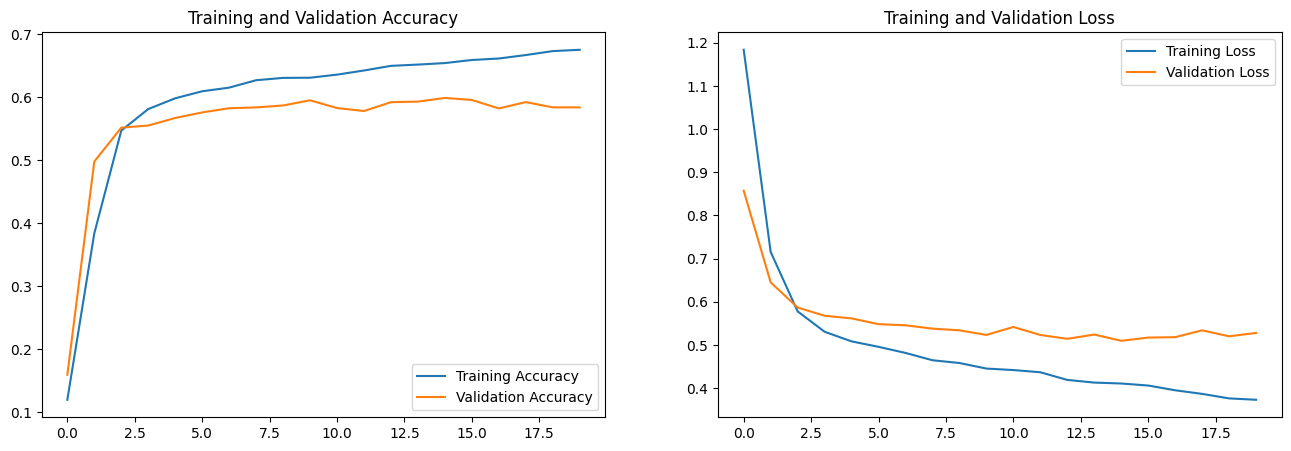 Training and Validation Accuracy
0.7
0.6
0.5
0.4
0.3
0.2
0.1
0.0 2.5 5.0 7.5 10.0 12.5 15.0 17.5
Training Accuracy
Validation Accuracy
Training and Validation Loss
1.2
1.1
1.0
0.9
0.8
0.7
0.6
0.5
0.4
0.0 2.5 5.0 7.5 10.0 12.5 15.0 17.5
Training Loss
Validation Loss